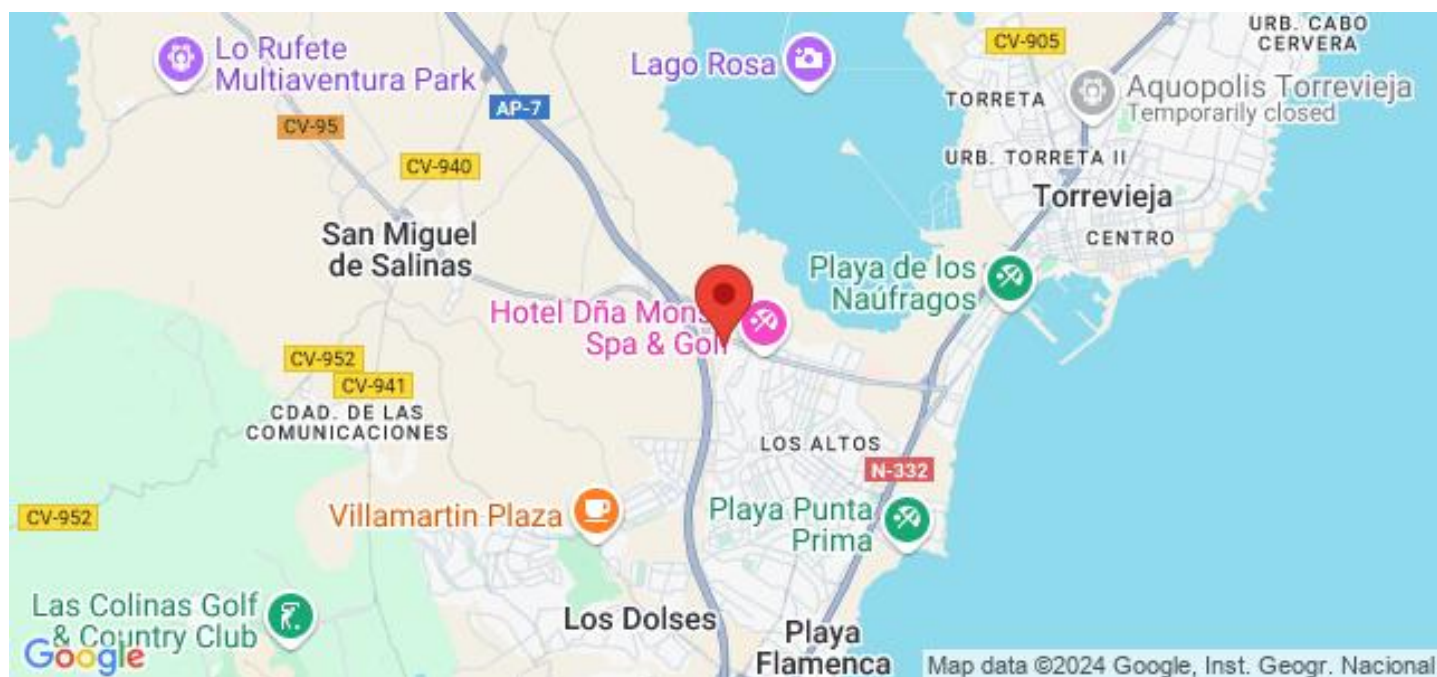 URB. CABO
CERVERA
CV-905
Lo Rufete
Multiaventura Park
Lago Rosa
TORRETA
Aquopolis Torrevieja
Temporarily closed
AP-7
CV-95
CV-940
URB. TORRETA II
Torrevieja
CENTRO
San Miguel
de Salinas
Playa de los
Naúfragos
Hotel Dña Mons
Spa & Golf
CV-952
CV-941
CDAD. DE LAS
COMUNICACIONES
LOS ALTOS
N-332
CV-952
Villamartin Plaza
Playa Punta
Prima
Las Colinas Golf
& Country Club
Los Dolses
Playa
Flamenca
Google
Map data ©2024 Google, Inst. Geogr. Nacional